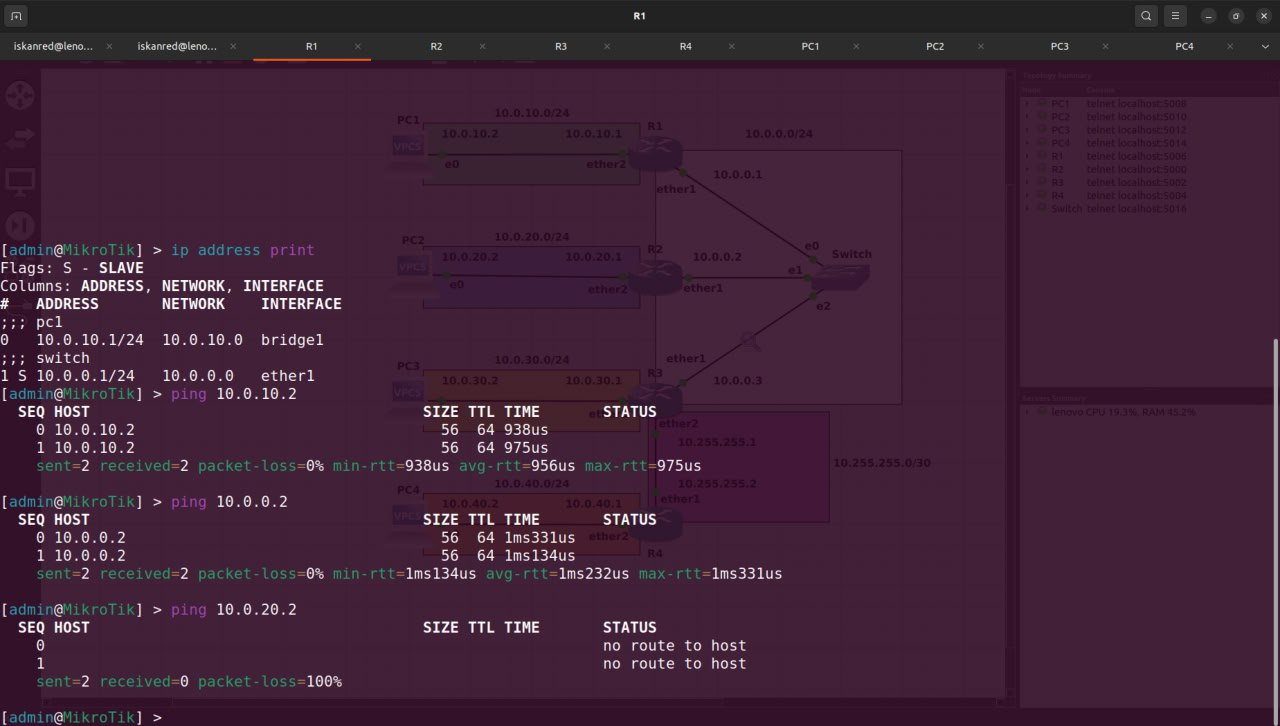 R1
iskanred@leno...
iskanred@leno...
R1
R2
R3
R4
PC1
PC2
PC3
PC4
Topology Summary
Node Console
PC1 telnet localhost:5008
PC2 telnet localhost:5010
PC3 telnet localhost:5012
PC4 telnet localhost:5014
R1 telnet localhost:5006
R2 telnet localhost:5000
R3 telnet localhost:5002
R4 telnet localhost:5004
Switch telnet localhost:5016
Servers Summary
lenovo CPU 19.3%, RAM 45.2%
PC1
10.0.10.0/24
R1
10.0.0.0/24
10.0.10.2
10.0.10.1
VPCS
e0
ether2
10.0.0.1
ether1
PC2
10.0.20.0/24
R2
10.0.20.2
10.0.20.1
10.0.0.2
e0
Switch
VPCS
e1
e0
ether2
ether1
e2
PC3
10.0.30.0/24
ether1
R3
10.0.30.2
10.0.30.1
10.0.0.3
VPCS
ether2
10.255.255.1
10.255.255.0/30
10.255.255.2
PC4
10.0.40.0/24
ether1
10.0.40.2
10.0.40.1
VPCS
ether2
R4
[admin@MikroTik] > ip address print
Flags: S - SLAVE
Columns: ADDRESS, NETWORK, INTERFACE
# ADDRESS NETWORK INTERFACE
;;; pc1
0 10.0.10.1/24 10.0.10.0 bridge1
;;; switch
1 S 10.0.0.1/24 10.0.0.0 ether1
[admin@MikroTik] > ping 10.0.10.2
SEQ HOST SIZE TTL TIME STATUS
0 10.0.10.2 56 64 938us
1 10.0.10.2 56 64 975us
sent=2 received=2 packet-loss=0% min-rtt=938us avg-rtt=956us max-rtt=975us
[admin@MikroTik] > ping 10.0.0.2
SEQ HOST SIZE TTL TIME STATUS
0 10.0.0.2 56 64 1ms331us
1 10.0.0.2 56 64 1ms134us
sent=2 received=2 packet-loss=0% min-rtt=1ms134us avg-rtt=1ms232us max-rtt=1ms331us
[admin@MikroTik] > ping 10.0.20.2
SEQ HOST SIZE TTL TIME STATUS
0 no route to host
1 no route to host
sent=2 received=0 packet-loss=100%
[admin@MikroTik] >